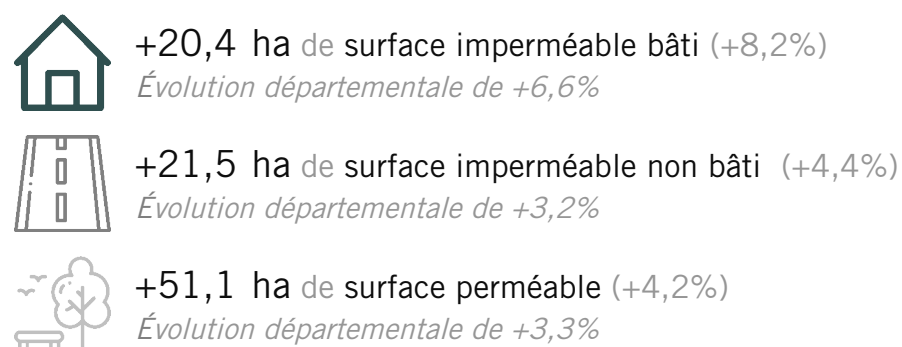 +20,4 ha de surface imperméable bâti (+8,2%)
Évolution départementale de +6,6%
+21,5 ha de surface imperméable non bâti (+4,4%)
Évolution départementale de +3,2%
+51,1 ha de surface perméable (+4,2%)
Évolution départementale de +3,3%